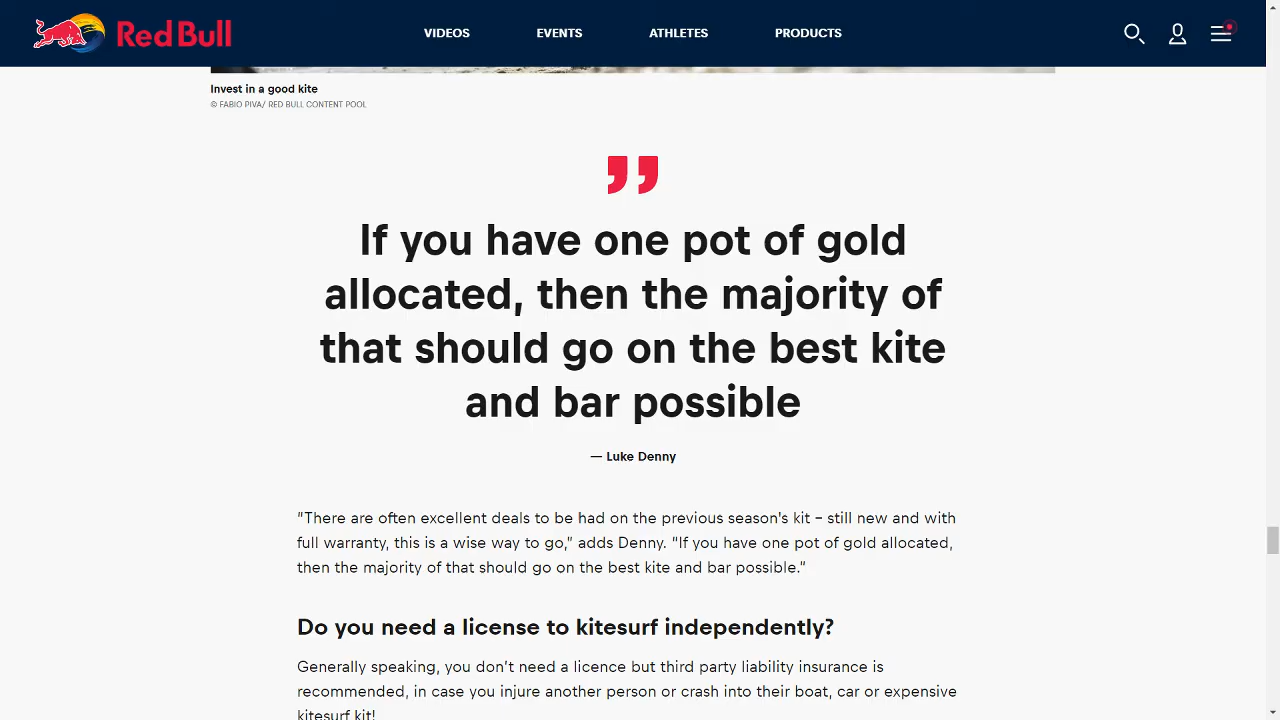 Red Bull VIDEOS EVENTS ATHLETES PRODUCTS
Invest in a good kite
© FABIO PIVA/ RED BULL CONTENT POOL
If you have one pot of gold
allocated, then the majority of
that should go on the best kite
and bar possible
— Luke Denny
"There are often excellent deals to be had on the previous season's kit – still new and with
full warranty, this is a wise way to go," adds Denny. "If you have one pot of gold allocated,
then the majority of that should go on the best kite and bar possible."
Do you need a license to kitesurf independently?
Generally speaking, you don't need a licence but third party liability insurance is
recommended, in case you injure another person or crash into their boat, car or expensive
kitesurf kit!